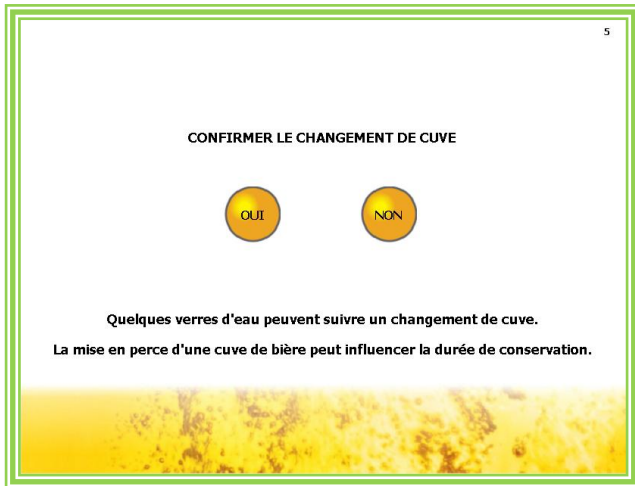 5
CONFIRMER LE CHANGEMENT DE CUVE
OUI NON
Quelques verres d'eau peuvent suivre un changement de cuve.
La mise en perce d'une cuve de bière peut influencer la durée de conservation.